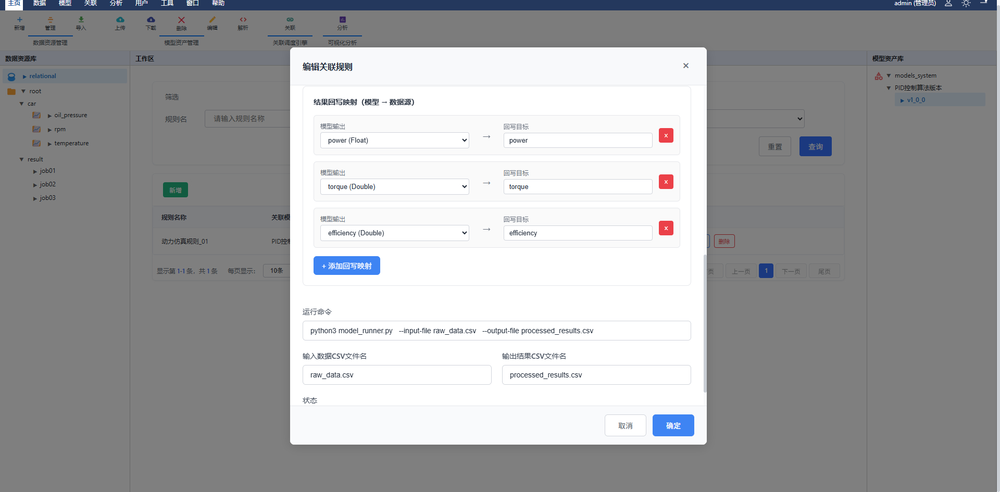 主页 数据 模型 关联 分析 用户 工具 窗口 帮助 admin (管理员)
新增 管理 导入 上传 下载 删除 编辑 解析 关联 分析
数据资源管理 模型资产管理 关联调度引擎 可视化分析
数据资源库 工作区 模型资产库
relational
root
car
oil_pressure
rpm
temperature
result
job01
job02
job03
筛选
规则名 请输入规则名称
重置 查询
新增
规则名称 关联模
动力仿真规则_01 PID控制 删除
显示第 1-1 条，共 1 条 每页显示： 10条 页 上一页 1 下一页 尾页
models_system
PID控制算法版本
v1_0_0
编辑关联规则 ×
结果回写映射（模型 → 数据源）
模型输出 回写目标
power (Float) → power x
模型输出 回写目标
torque (Double) → torque x
模型输出 回写目标
efficiency (Double) → efficiency x
+ 添加回写映射
运行命令
python3 model_runner.py --input-file raw_data.csv --output-file processed_results.csv
输入数据CSV文件名 输出结果CSV文件名
raw_data.csv processed_results.csv
状态
取消 确定